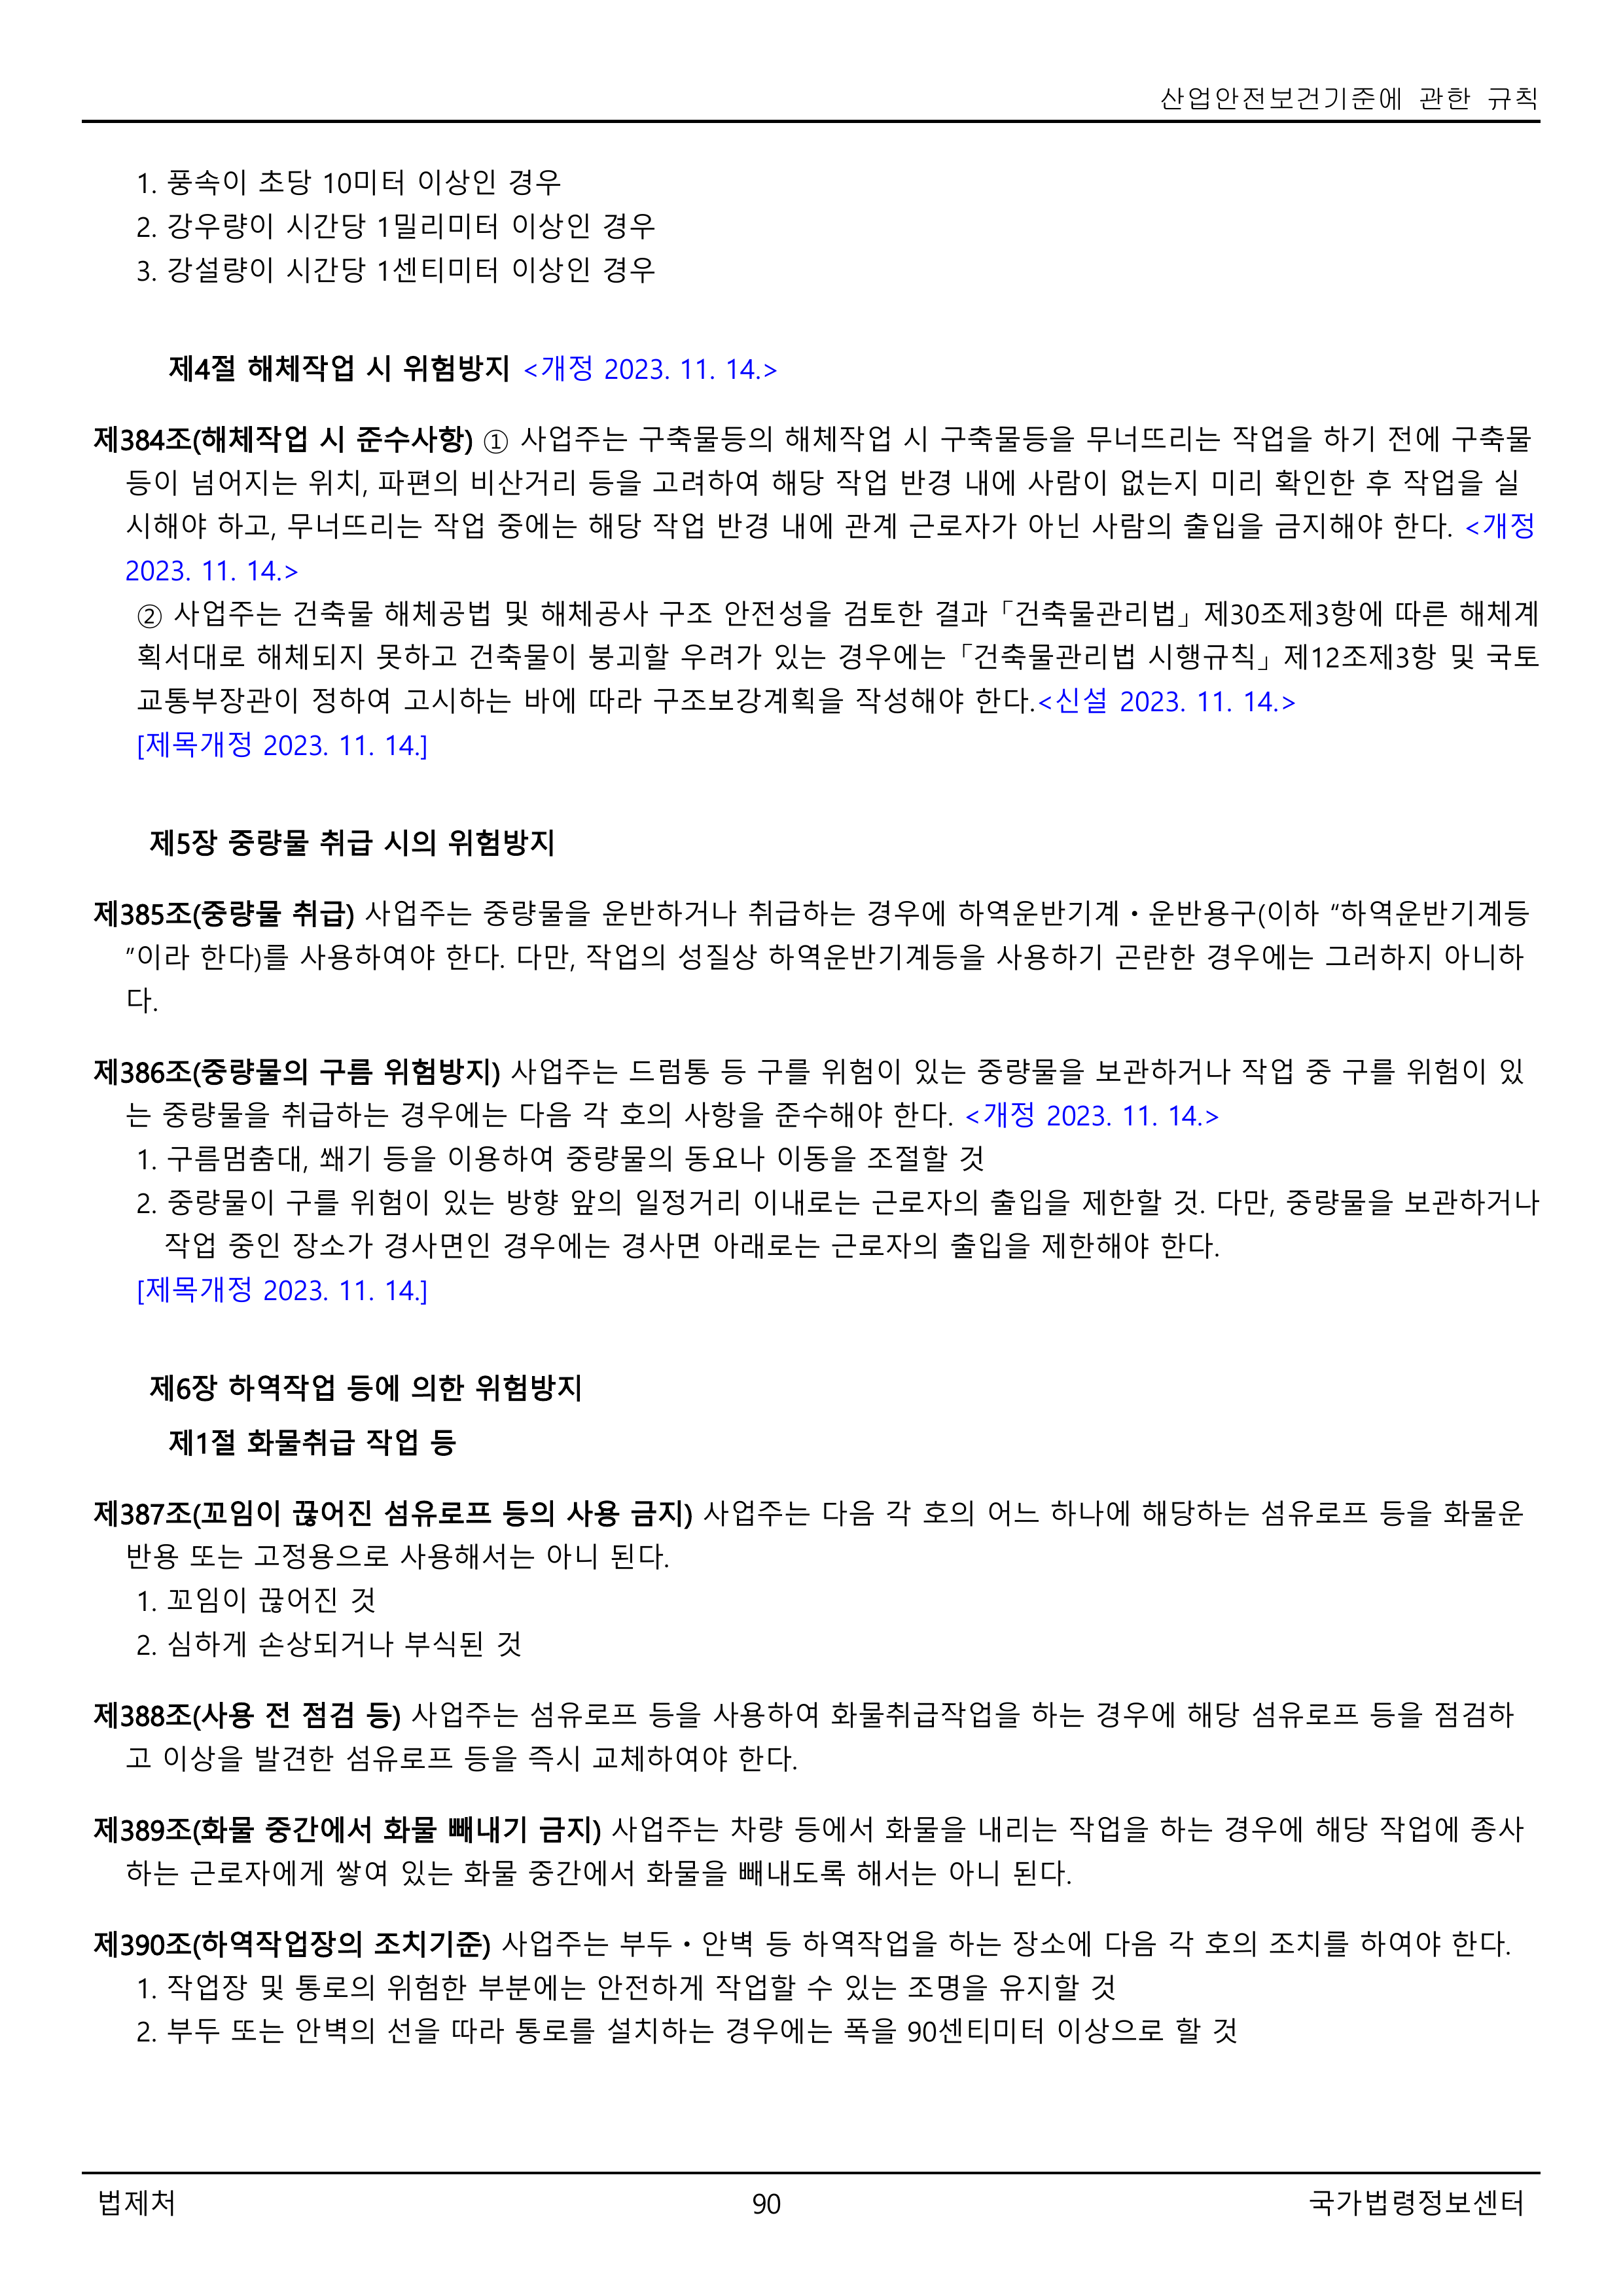 산업안전보건기준에 관한 규칙
1. 풍속이 초당 10미터 이상인 경우
2. 강우량이 시간당 1밀리미터 이상인 경우
3. 강설량이 시간당 1센티미터 이상인 경우
제4절 해체작업 시 위험방지 <개정 2023. 11. 14.>
제384조(해체작업 시 준수사항) ① 사업주는 구축물등의 해체작업 시 구축물등을 무너뜨리는 작업을 하기 전에 구축물
등이 넘어지는 위치, 파편의 비산거리 등을 고려하여 해당 작업 반경 내에 사람이 없는지 미리 확인한 후 작업을 실
시해야 하고, 무너뜨리는 작업 중에는 해당 작업 반경 내에 관계 근로자가 아닌 사람의 출입을 금지해야 한다. <개정
2023. 11. 14.>
② 사업주는 건축물 해체공법 및 해체공사 구조 안전성을 검토한 결과「건축물관리법」제30조제3항에 따른 해체계
획서대로 해체되지 못하고 건축물이 붕괴할 우려가 있는 경우에는「건축물관리법 시행규칙」제12조제3항 및 국토
교통부장관이 정하여 고시하는 바에 따라 구조보강계획을 작성해야 한다.<신설 2023. 11. 14.>
[제목개정 2023. 11. 14.]
제5장 중량물 취급 시의 위험방지
제385조(중량물 취급) 사업주는 중량물을 운반하거나 취급하는 경우에 하역운반기계ㆍ운반용구(이하 “하역운반기계등
”이라 한다)를 사용하여야 한다. 다만, 작업의 성질상 하역운반기계등을 사용하기 곤란한 경우에는 그러하지 아니하
다.
제386조(중량물의 구름 위험방지) 사업주는 드럼통 등 구를 위험이 있는 중량물을 보관하거나 작업 중 구를 위험이 있
는 중량물을 취급하는 경우에는 다음 각 호의 사항을 준수해야 한다. <개정 2023. 11. 14.>
1. 구름멈춤대, 쐐기 등을 이용하여 중량물의 동요나 이동을 조절할 것
2. 중량물이 구를 위험이 있는 방향 앞의 일정거리 이내로는 근로자의 출입을 제한할 것. 다만, 중량물을 보관하거나
작업 중인 장소가 경사면인 경우에는 경사면 아래로는 근로자의 출입을 제한해야 한다.
[제목개정 2023. 11. 14.]
제6장 하역작업 등에 의한 위험방지
제1절 화물취급 작업 등
제387조(꼬임이 끊어진 섬유로프 등의 사용 금지) 사업주는 다음 각 호의 어느 하나에 해당하는 섬유로프 등을 화물운
반용 또는 고정용으로 사용해서는 아니 된다.
1. 꼬임이 끊어진 것
2. 심하게 손상되거나 부식된 것
제388조(사용 전 점검 등) 사업주는 섬유로프 등을 사용하여 화물취급작업을 하는 경우에 해당 섬유로프 등을 점검하
고 이상을 발견한 섬유로프 등을 즉시 교체하여야 한다.
제389조(화물 중간에서 화물 빼내기 금지) 사업주는 차량 등에서 화물을 내리는 작업을 하는 경우에 해당 작업에 종사
하는 근로자에게 쌓여 있는 화물 중간에서 화물을 빼내도록 해서는 아니 된다.
제390조(하역작업장의 조치기준) 사업주는 부두ㆍ안벽 등 하역작업을 하는 장소에 다음 각 호의 조치를 하여야 한다.
1. 작업장 및 통로의 위험한 부분에는 안전하게 작업할 수 있는 조명을 유지할 것
2. 부두 또는 안벽의 선을 따라 통로를 설치하는 경우에는 폭을 90센티미터 이상으로 할 것
법제처
90
국가법령정보센터